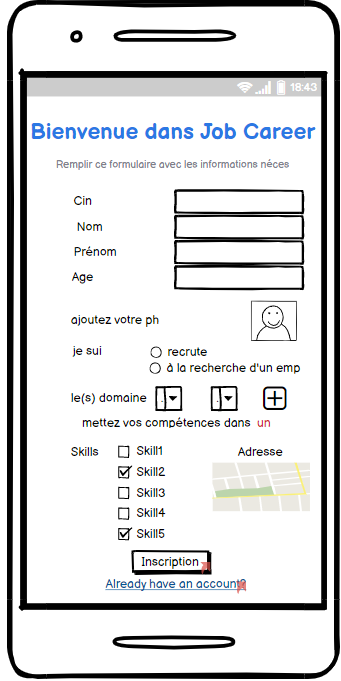 18:43
Bienvenue dans Job Career
Remplir ce formulaire avec les informations néces
Cin
Nom
Prénom
Age
ajoutez votre ph
je sui
recrute
à la recherche d'un emp
le(s) domaine
mettez vos compétences dans un
Skills
Skill1
Adresse
Skill2
Skill3
Skill4
Skill5
Inscription
Already have an account?